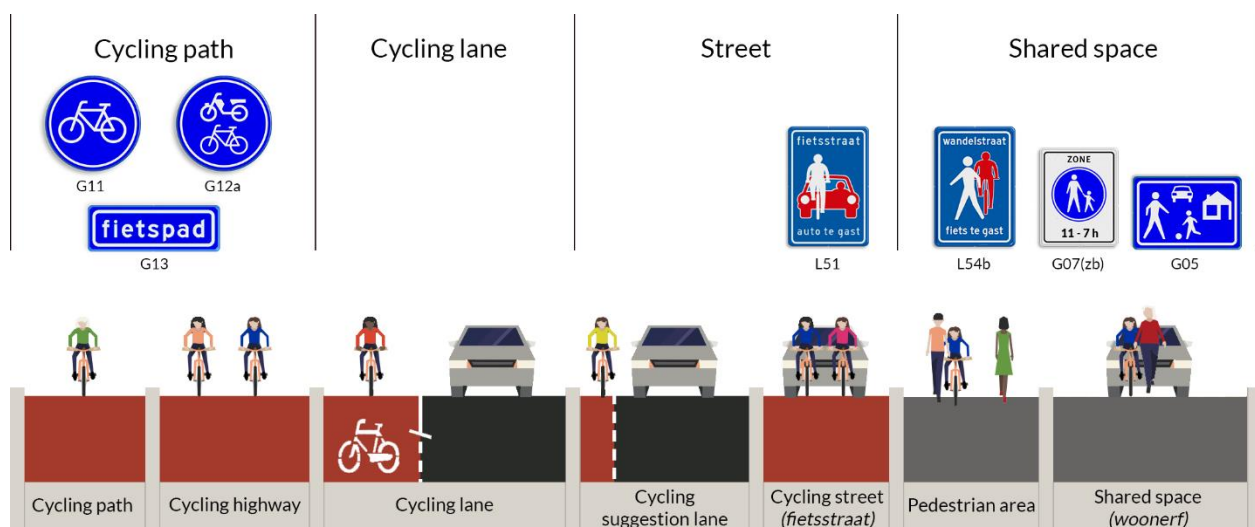 Cycling path
Cycling lane
Street
Shared space
G11
G12a
fietspad
G13
fietsstraat
auto te gast
L51
wandelstraat
fiets te gast
L54b
ZONE
11 - 7 h
G07(zb)
G05
Cycling path
Cycling highway
Cycling lane
Cycling
suggestion lane
Cycling street
(fietsstraat)
Pedestrian area
Shared space
(woonerf)